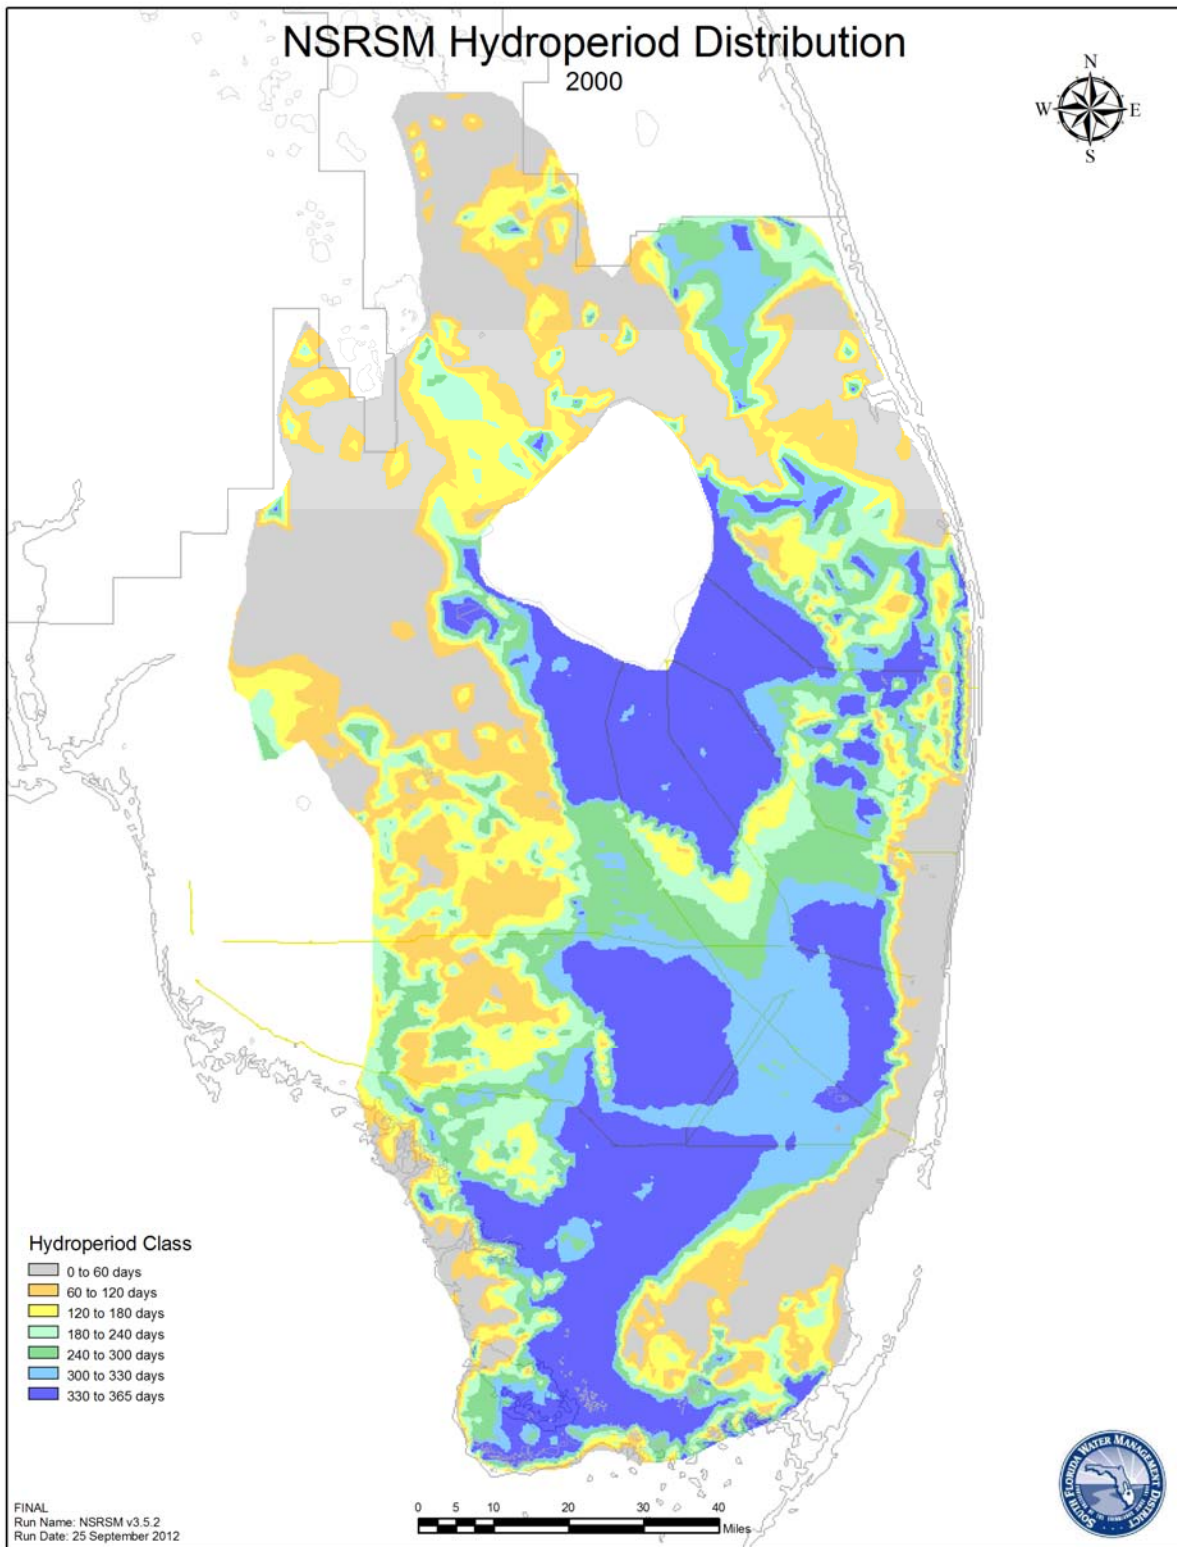 NSRSM Hydroperiod Distribution
2000
N
W E
S
Hydroperiod Class
0 to 60 days
60 to 120 days
120 to 180 days
180 to 240 days
240 to 300 days
300 to 330 days
330 to 365 days
FINAL
Run Name: NSRSM v3.5.2
Run Date: 25 September 2012
0 5 10 20 30 40
Miles
SOUTH FLORIDA WATER MANAGEMENT DISTRICT